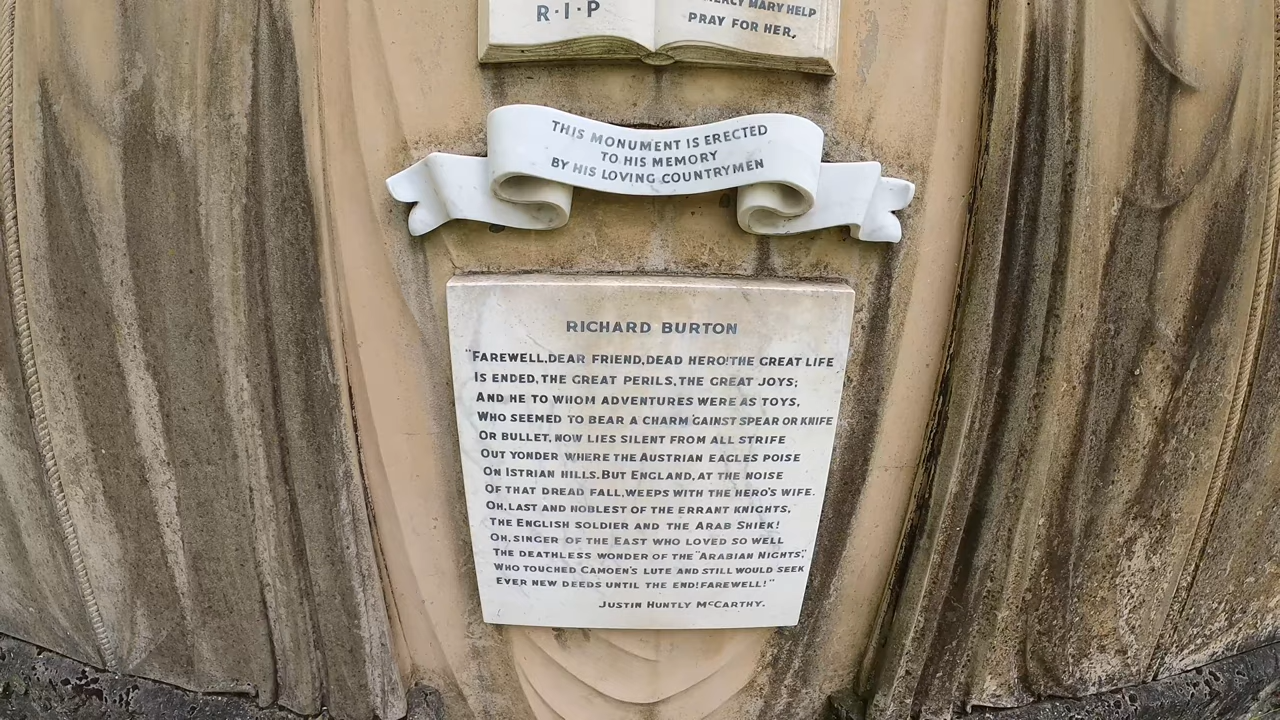 R·I·P
MARY HELP
PRAY FOR HER.
THIS MONUMENT IS ERECTED
TO HIS MEMORY
BY HIS LOVING COUNTRYMEN
RICHARD BURTON
"FAREWELL, DEAR FRIEND, DEAD HERO! THE GREAT LIFE
IS ENDED, THE GREAT PERILS, THE GREAT JOYS;
AND HE TO WHOM ADVENTURES WERE AS TOYS,
WHO SEEMED TO BEAR A CHARM 'GAINST SPEAR OR KNIFE
OR BULLET, NOW LIES SILENT FROM ALL STRIFE
OUT YONDER WHERE THE AUSTRIAN EAGLES POISE
ON ISTRIAN HILLS. BUT ENGLAND, AT THE NOISE
OF THAT DREAD FALL, WEEPS WITH THE HERO'S WIFE.
OH, LAST AND NOBLEST OF THE ERRANT KNIGHTS,
THE ENGLISH SOLDIER AND THE ARAB SHIEK!
OH, SINGER OF THE EAST WHO LOVED SO WELL
THE DEATHLESS WONDER OF THE "ARABIAN NIGHTS",
WHO TOUCHED CAMOEN'S LUTE AND STILL WOULD SEEK
EVER NEW DEEDS UNTIL THE END! FAREWELL!"
JUSTIN HUNTLY McCARTHY.